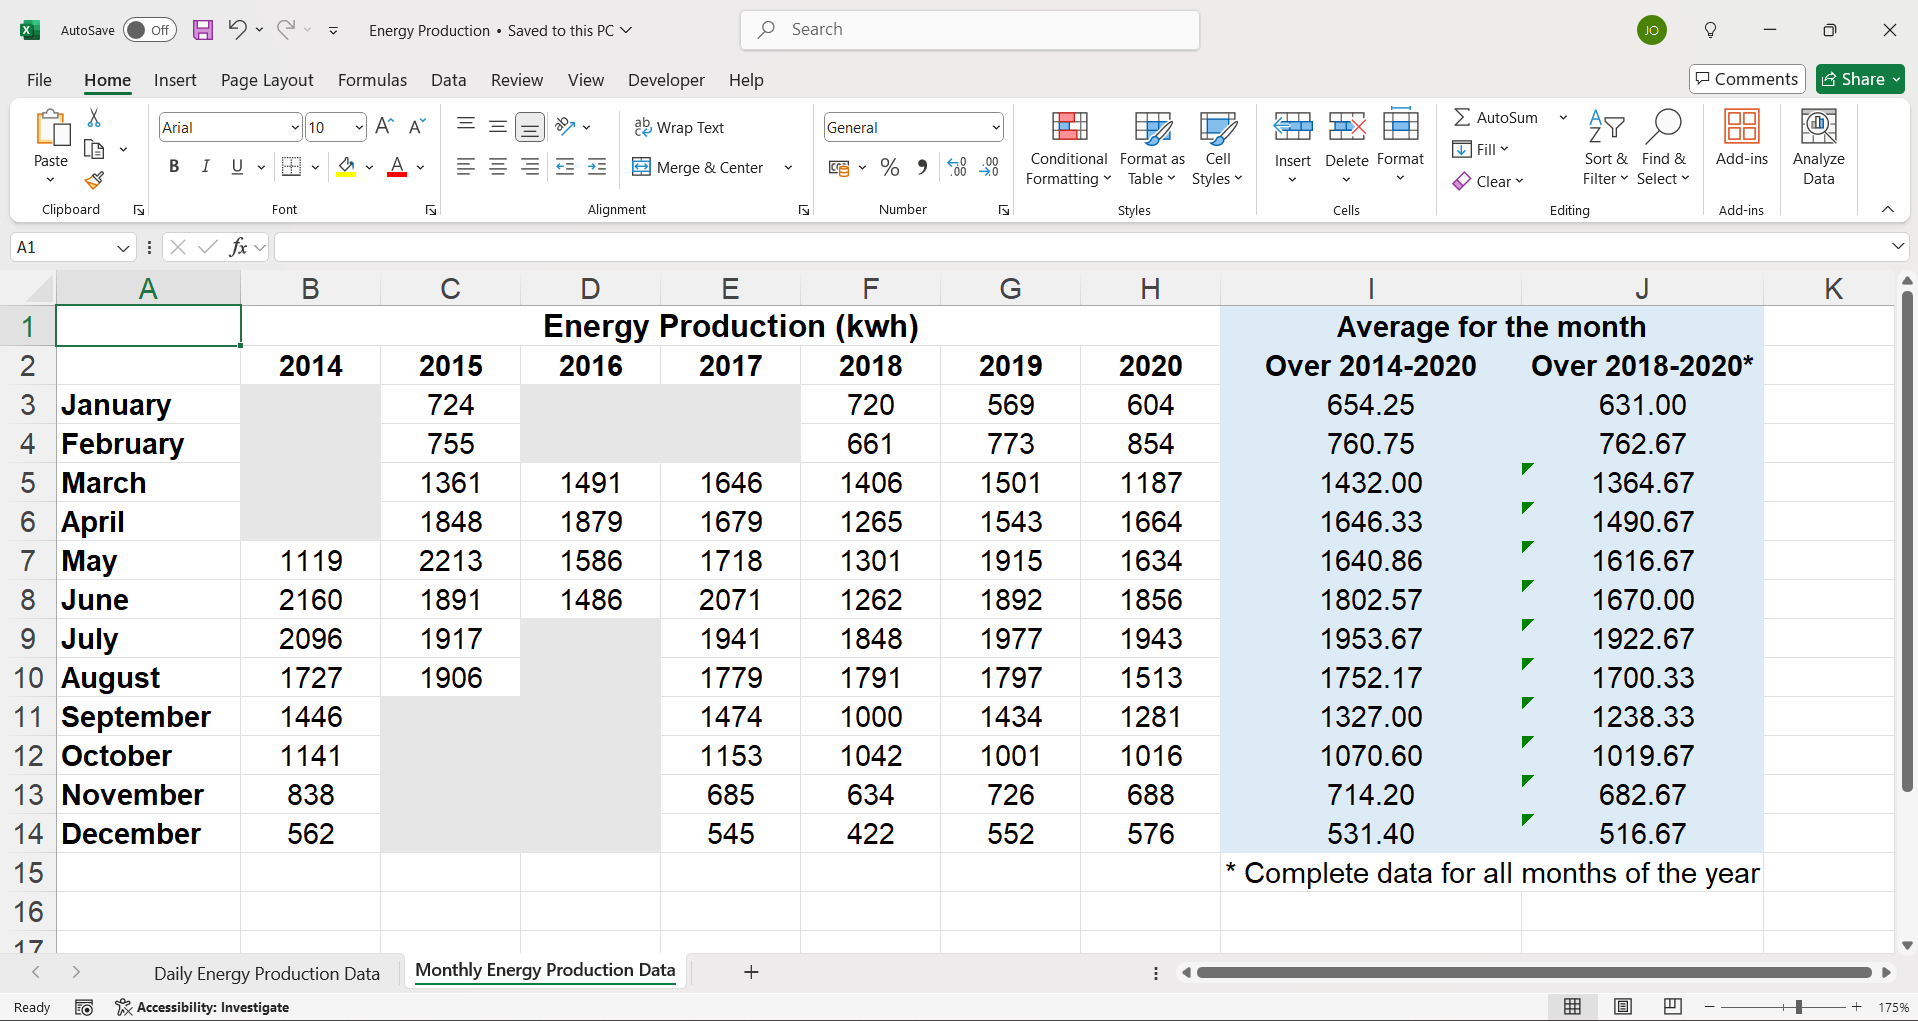 AutoSave Off Energy Production • Saved to this PC Search JO
File Home Insert Page Layout Formulas Data Review View Developer Help Comments Share
Paste Arial 10 Wrap Text General Conditional Formatting Format as Table Cell Styles Insert Delete Format AutoSum Fill Clear Sort & Filter Find & Select Add-ins Analyze Data
B I U Merge & Center
Clipboard Font Alignment Number Styles Cells Editing Add-ins
A1 fx
A B C D E F G H I J K
1 Energy Production (kwh) Average for the month
2 2014 2015 2016 2017 2018 2019 2020 Over 2014-2020 Over 2018-2020*
3 January 724 720 569 604 654.25 631.00
4 February 755 661 773 854 760.75 762.67
5 March 1361 1491 1646 1406 1501 1187 1432.00 1364.67
6 April 1848 1879 1679 1265 1543 1664 1646.33 1490.67
7 May 1119 2213 1586 1718 1301 1915 1634 1640.86 1616.67
8 June 2160 1891 1486 2071 1262 1892 1856 1802.57 1670.00
9 July 2096 1917 1941 1848 1977 1943 1953.67 1922.67
10 August 1727 1906 1779 1791 1797 1513 1752.17 1700.33
11 September 1446 1474 1000 1434 1281 1327.00 1238.33
12 October 1141 1153 1042 1001 1016 1070.60 1019.67
13 November 838 685 634 726 688 714.20 682.67
14 December 562 545 422 552 576 531.40 516.67
15 * Complete data for all months of the year
16
17
Daily Energy Production Data Monthly Energy Production Data
Ready Accessibility: Investigate 175%